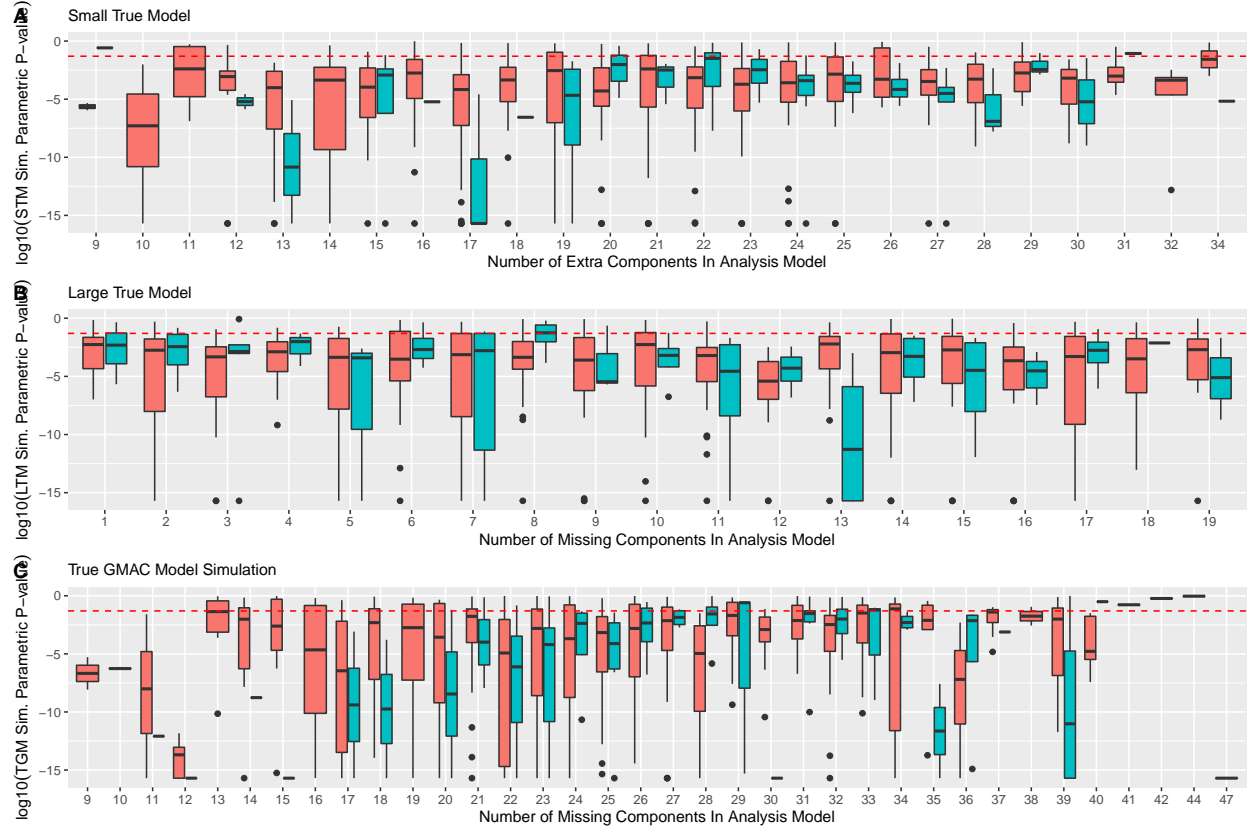 A
Small True Model
log10(STM Sim. Parametric P−value)
0
−5
−10
−15
9 10 11 12 13 14 15 16 17 18 19 20 21 22 23 24 25 26 27 28 29 30 31 32 34
Number of Extra Components In Analysis Model
B
Large True Model
log10(LTM Sim. Parametric P−value)
0
−5
−10
−15
1 2 3 4 5 6 7 8 9 10 11 12 13 14 15 16 17 18 19
Number of Missing Components In Analysis Model
C
True GMAC Model Simulation
log10(TGM Sim. Parametric P−value)
0
−5
−10
−15
9 10 11 12 13 14 15 16 17 18 19 20 21 22 23 24 25 26 27 28 29 30 31 32 33 34 35 36 37 38 39 40 41 42 44 47
Number of Missing Components In Analysis Model